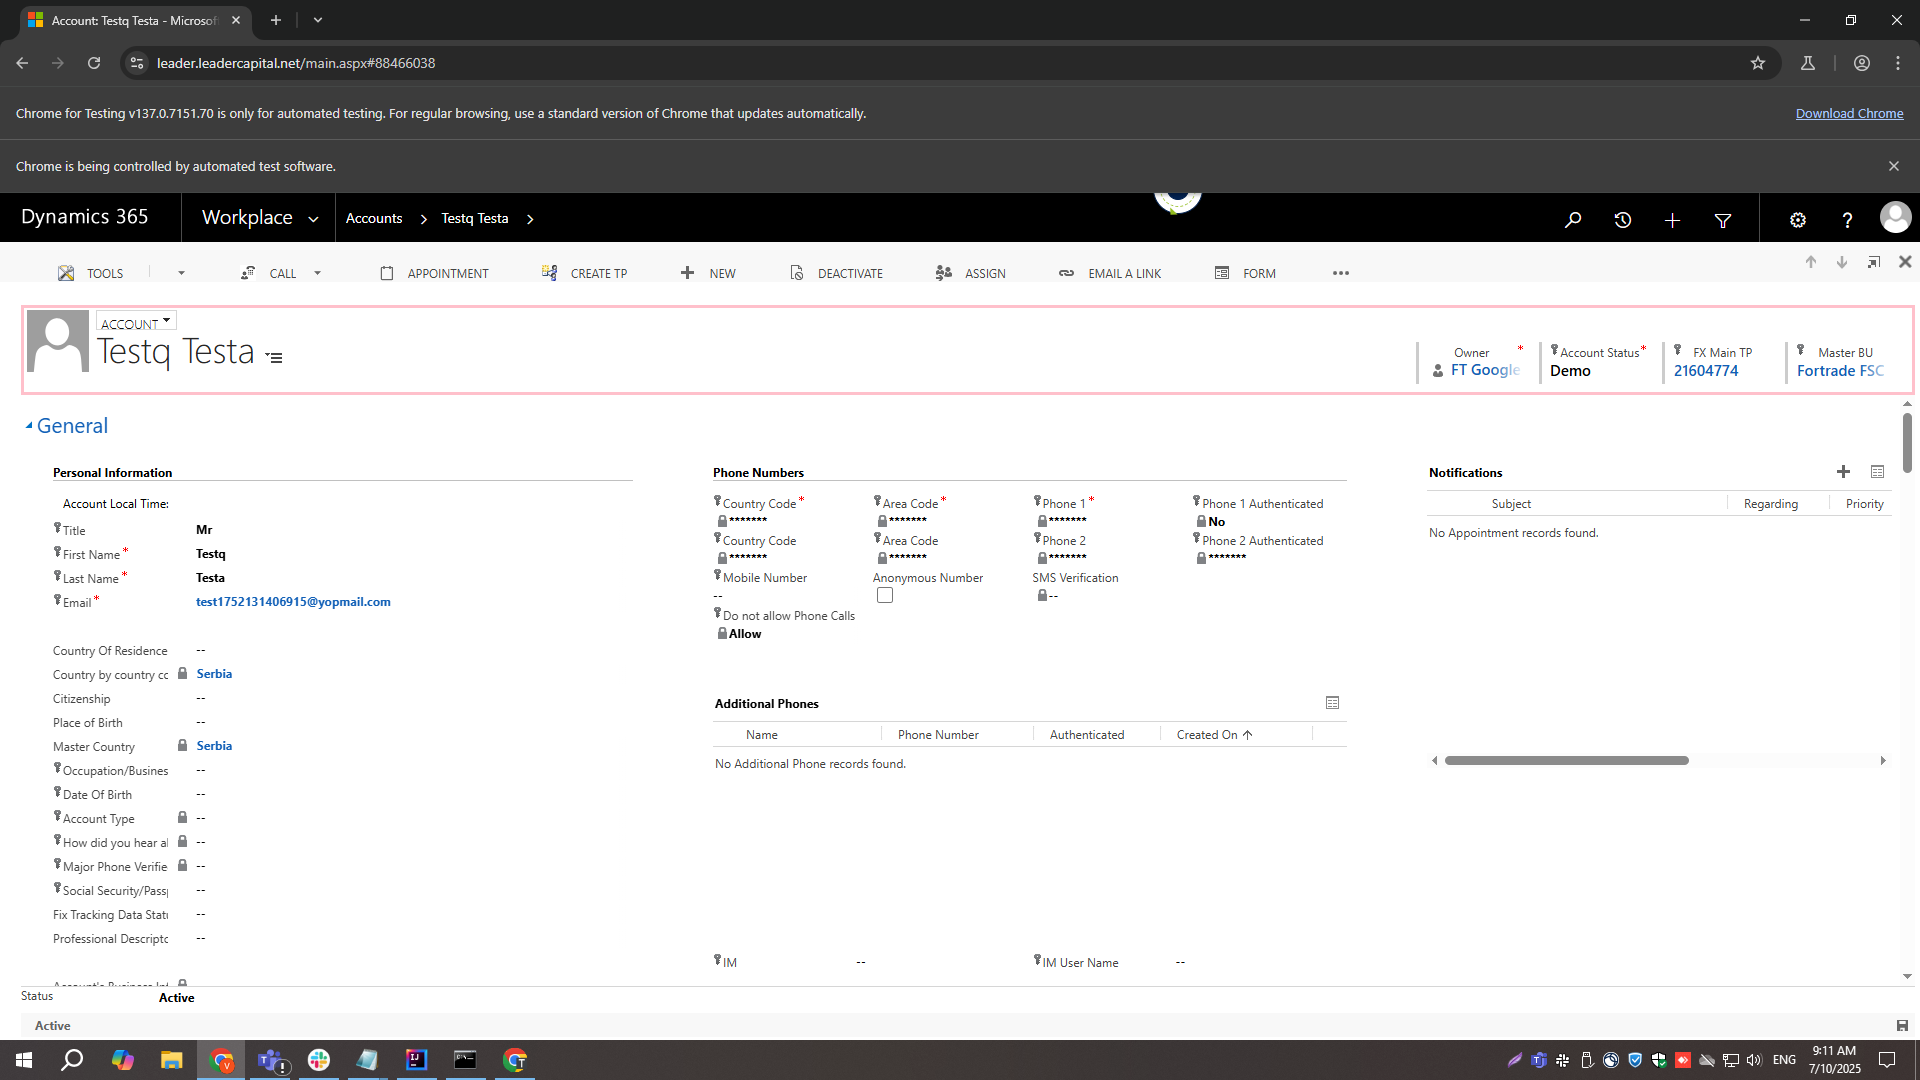 Account: Testq Testa - Microsof
leader.leadercapital.net/main.aspx#88466038
Chrome for Testing v137.0.7151.70 is only for automated testing. For regular browsing, use a standard version of Chrome that updates automatically.
Download Chrome
Chrome is being controlled by automated test software.
Dynamics 365
Workplace
Accounts
Testq Testa
TOOLS
CALL
APPOINTMENT
CREATE TP
NEW
DEACTIVATE
ASSIGN
EMAIL A LINK
FORM
ACCOUNT
Testq Testa
Owner*
FT Google
Account Status*
Demo
FX Main TP
21604774
Master BU
Fortrade FSC
General
Personal Information
Account Local Time:
Title Mr
First Name* Testq
Last Name* Testa
Email* test1752131406915@yopmail.com
Country Of Residence --
Country by country cc Serbia
Citizenship --
Place of Birth --
Master Country Serbia
Occupation/Busines --
Date Of Birth --
Account Type --
How did you hear al --
Major Phone Verifie --
Social Security/Passp --
Fix Tracking Data Statu --
Professional Descriptc --
Phone Numbers
Country Code* Area Code* Phone 1* Phone 1 Authenticated
******* ******* ******* No
Country Code Area Code Phone 2 Phone 2 Authenticated
******* ******* ******* *******
Mobile Number Anonymous Number SMS Verification
-- --
Do not allow Phone Calls
Allow
Additional Phones
Name Phone Number Authenticated Created On
No Additional Phone records found.
IM -- IM User Name --
Notifications
Subject Regarding Priority
No Appointment records found.
Status Active
Active
ENG
9:11 AM
7/10/2025